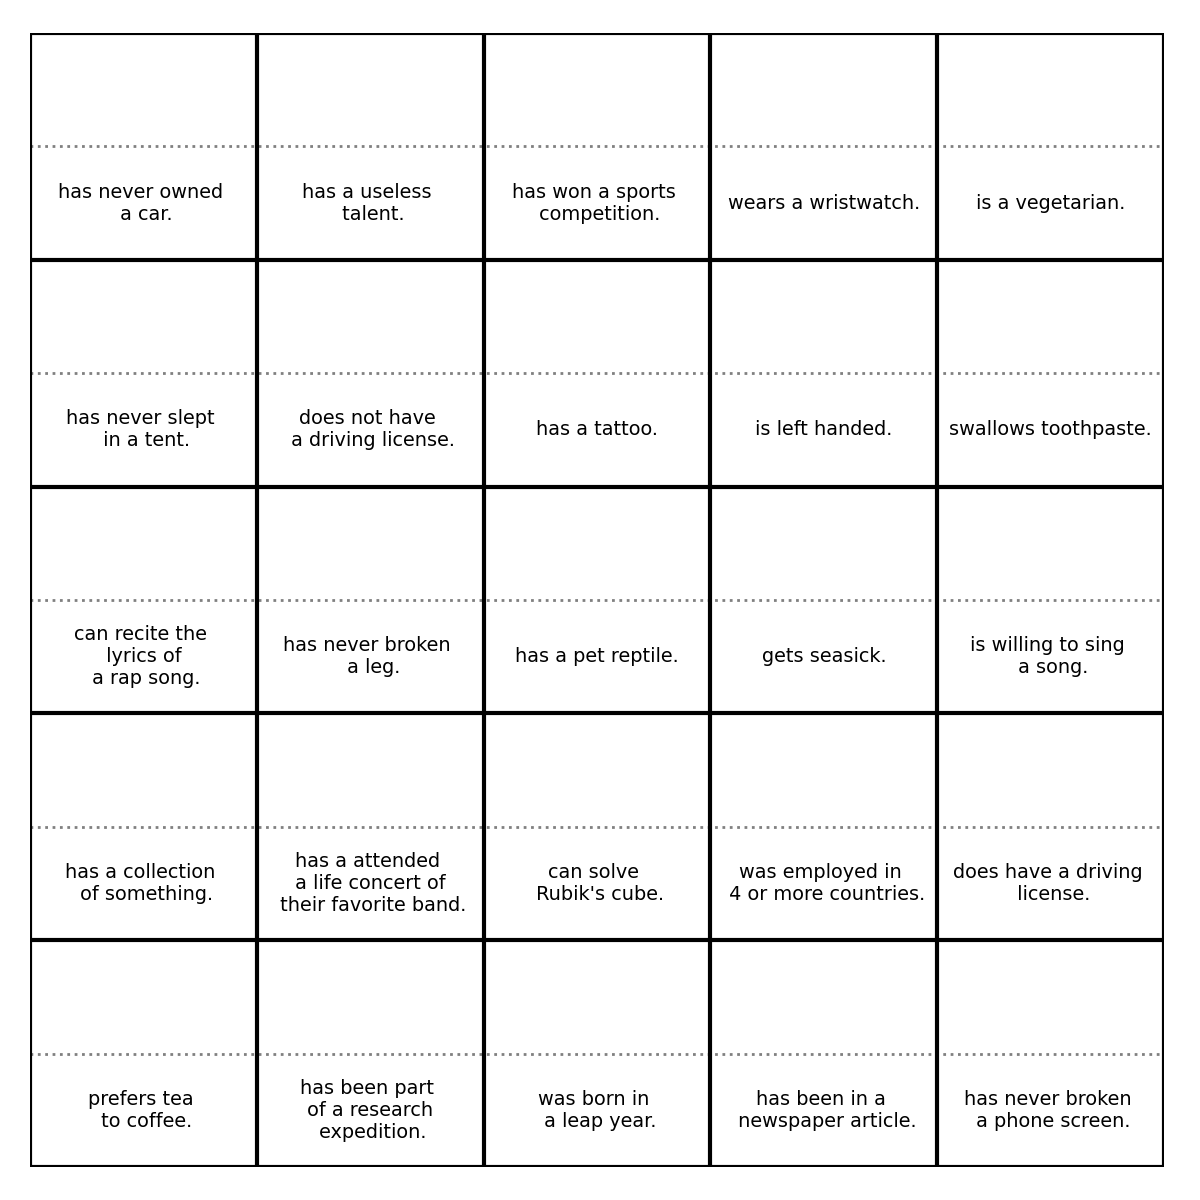 has never owned
a car.
has a useless
talent.
has won a sports
competition.
wears a wristwatch.
is a vegetarian.
has never slept
in a tent.
does not have
a driving license.
has a tattoo.
is left handed.
swallows toothpaste.
can recite the
lyrics of
a rap song.
has never broken
a leg.
has a pet reptile.
gets seasick.
is willing to sing
a song.
has a collection
of something.
has a attended
a life concert of
their favorite band.
can solve
Rubik's cube.
was employed in
4 or more countries.
does have a driving
license.
prefers tea
to coffee.
has been part
of a research
expedition.
was born in
a leap year.
has been in a
newspaper article.
has never broken
a phone screen.